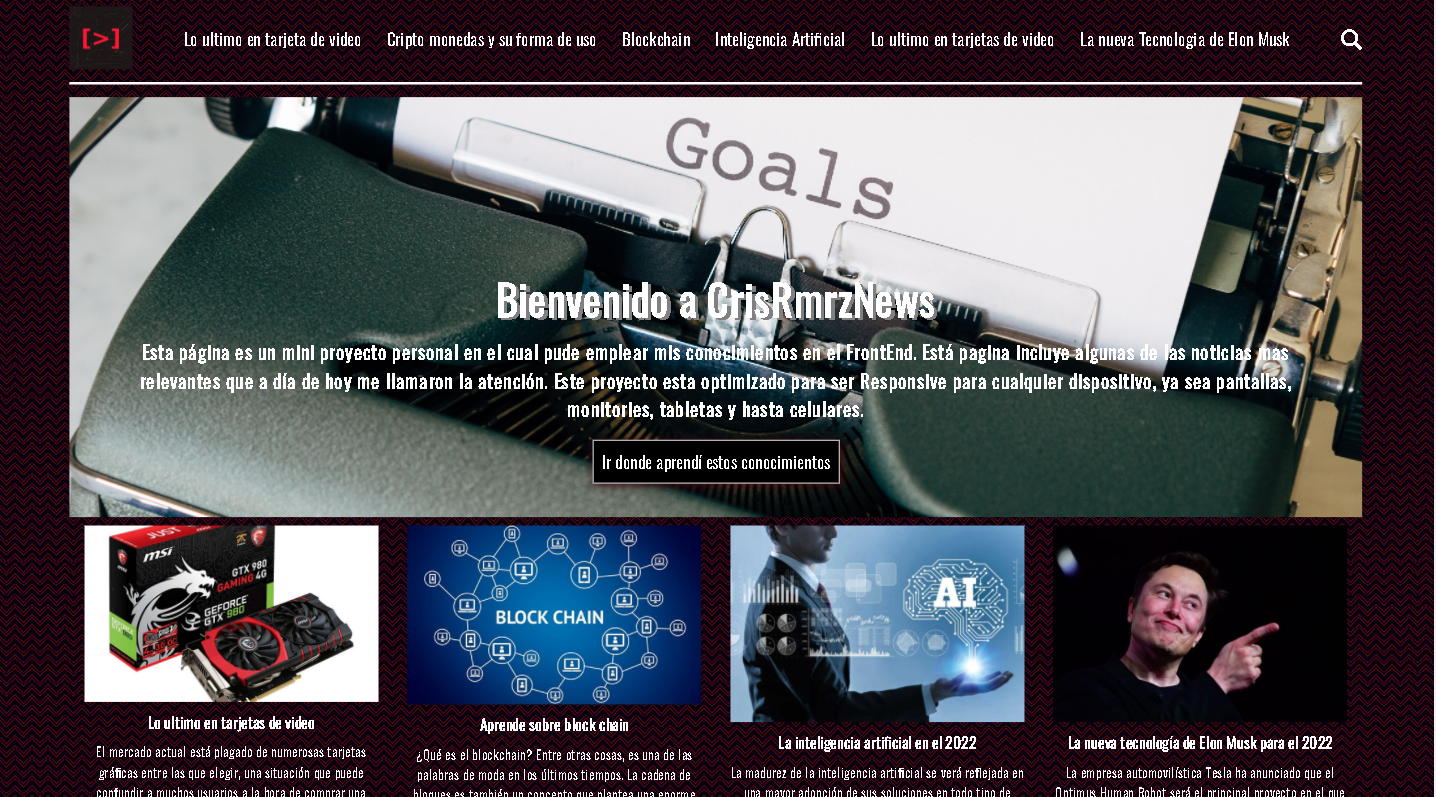 [>]
Lo ultimo en tarjeta de video
Cripto monedas y su forma de uso
Blockchain
Inteligencia Artificial
Lo ultimo en tarjetas de video
La nueva Tecnologia de Elon Musk
Goals
Bienvenido a CrisRmrzNews
Esta página es un mini proyecto personal en el cual pude emplear mis conocimientos en el FrontEnd. Está pagina incluye algunas de las noticias mas
relevantes que a día de hoy me llamaron la atención. Este proyecto esta optimizado para ser Responsive para cualquier dispositivo, ya sea pantallas,
monitories, tabletas y hasta celulares.
Ir donde aprendí estos conocimientos
JUST
msi
GTX 980
GAMING 4G
GEFORCE
GTX 980
Lo ultimo en tarjetas de video
El mercado actual está plagado de numerosas tarjetas
gráficas entre las que elegir, una situación que puede
confundir a muchos usuarios a la hora de comprar una
BLOCK CHAIN
Aprende sobre block chain
¿Qué es el blockchain? Entre otras cosas, es una de las
palabras de moda en los últimos tiempos. La cadena de
bloques es también un concepto que plantea una enorme
AI
La inteligencia artificial en el 2022
La madurez de la inteligencia artificial se verá reflejada en
una mayor adopción de sus soluciones en todo tipo de
La nueva tecnología de Elon Musk para el 2022
La empresa automovilística Tesla ha anunciado que el
Optimus Human Robot será el principal proyecto en el que